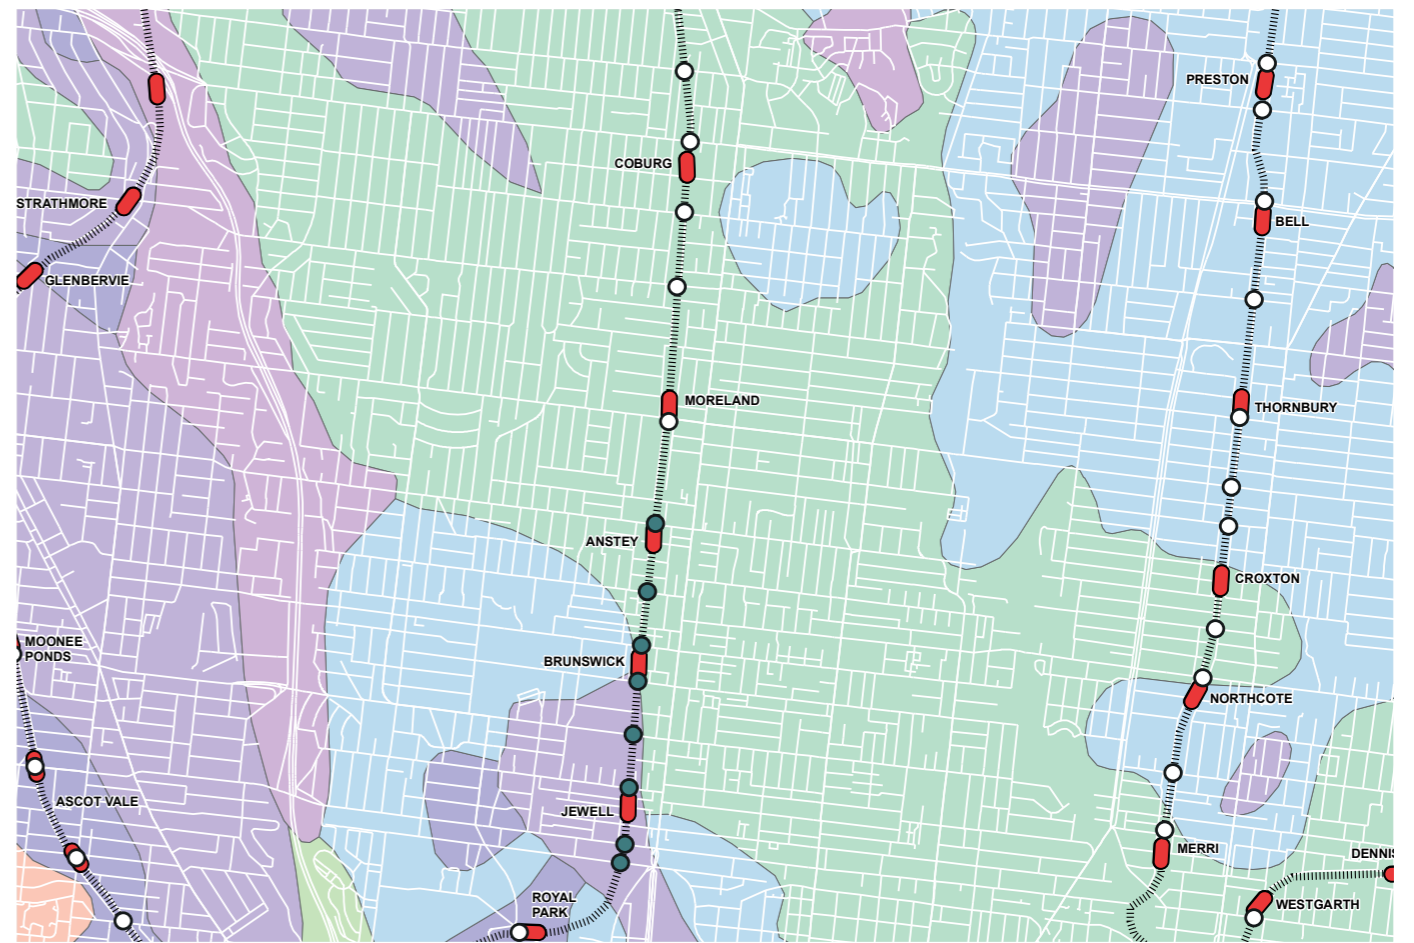 PRESTON
COBURG
STRATHMORE
BELL
GLENBERVIE
MORELAND
THORNBURY
ANSTEY
CROXTON
MOONEE
PONDS
BRUNSWICK
NORTHCOTE
ASCOT VALE
JEWELL
MERRI
DENNIS
ROYAL
PARK
WESTGARTH